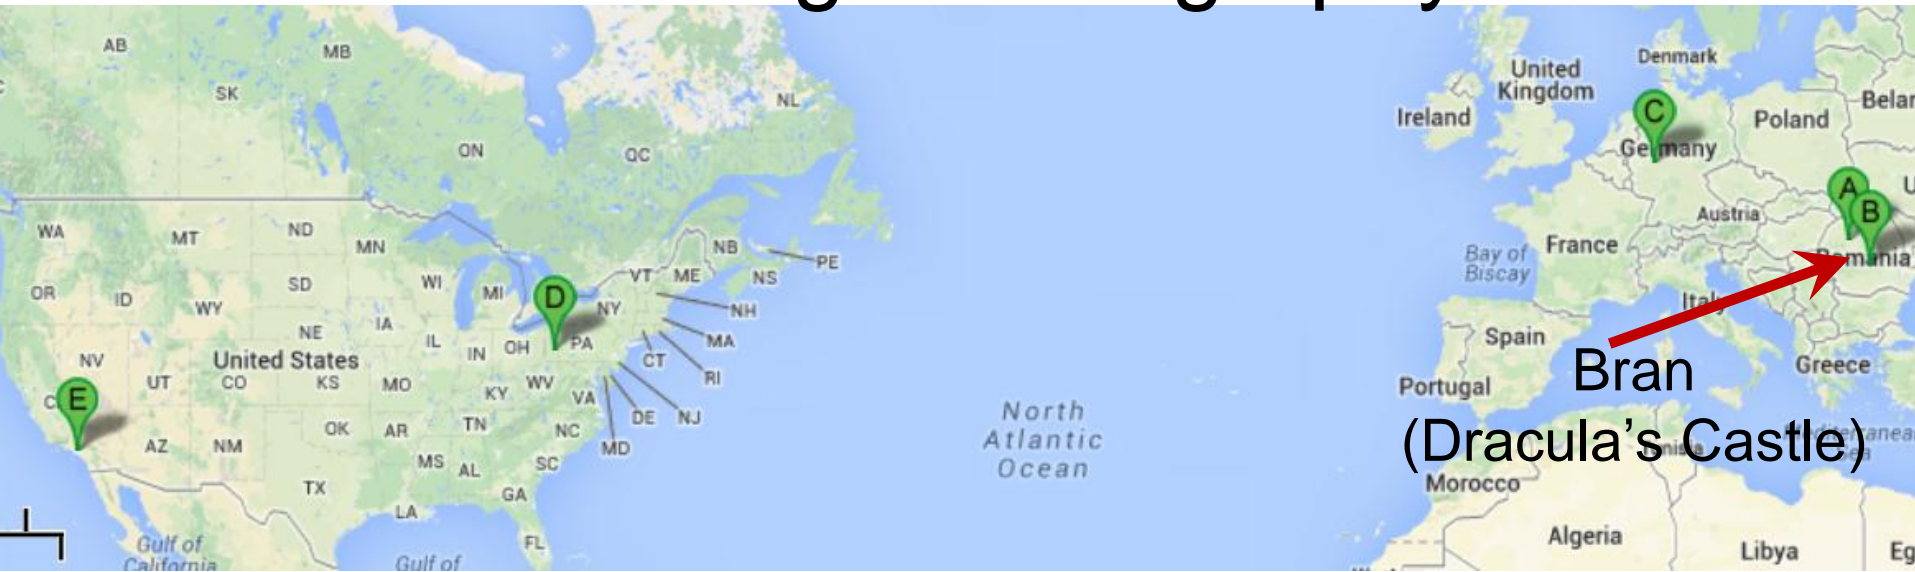 AB
MB
SK
ON
QC
NL
WA
MT
ND
MN
OR
ID
WY
SD
WI
MI
D
NY
VT
ME
NB
PE
NS
NH
NV
UT
NE
IA
IL
IN
OH
PA
MA
CT
RI
United States
CO
KS
MO
KY
WV
VA
DE
NJ
MD
E
AZ
NM
OK
AR
TN
NC
MS
AL
SC
TX
LA
GA
FL
Gulf of
California
Gulf of
North
Atlantic
Ocean
United
Kingdom
Ireland
Denmark
C
Germany
Poland
Belar
A
B
Austria
France
Romania
Bay of
Biscay
Italy
Spain
Portugal
Greece
Bran
(Dracula's Castle)
Tunisia
Morocco
Algeria
Libya
Eg